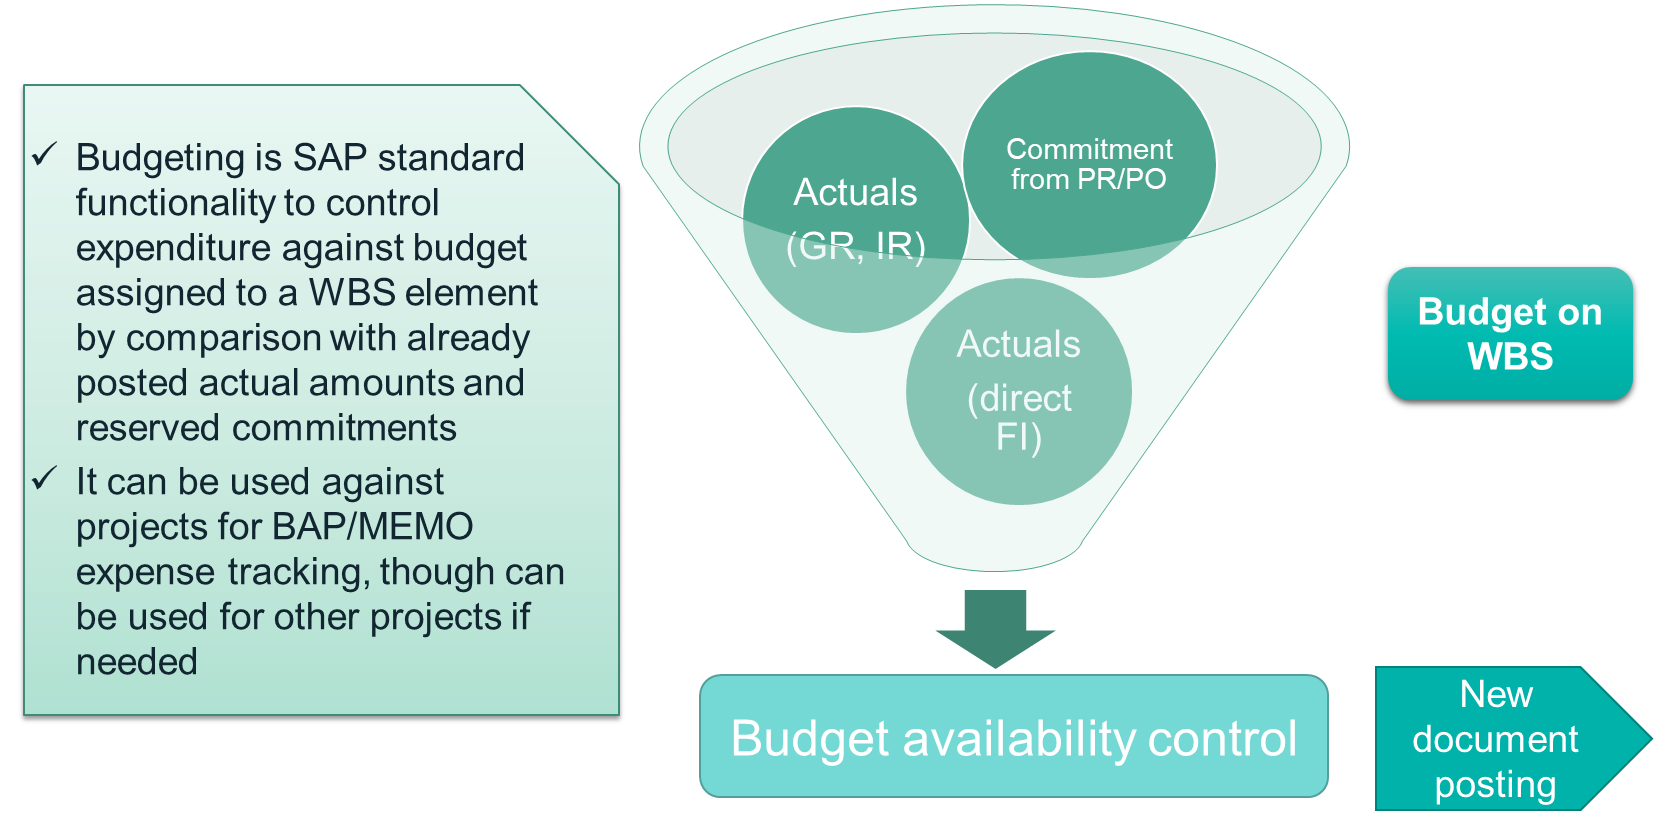 ✓ Budgeting is SAP standard
functionality to control
expenditure against budget
assigned to a WBS element
by comparison with already
posted actual amounts and
reserved commitments
✓ It can be used against
projects for BAP/MEMO
expense tracking, though can
be used for other projects if
needed
Actuals
(GR, IR)
Commitment
from PR/PO
Actuals
(direct
FI)
Budget on
WBS
Budget availability control
New
document
posting